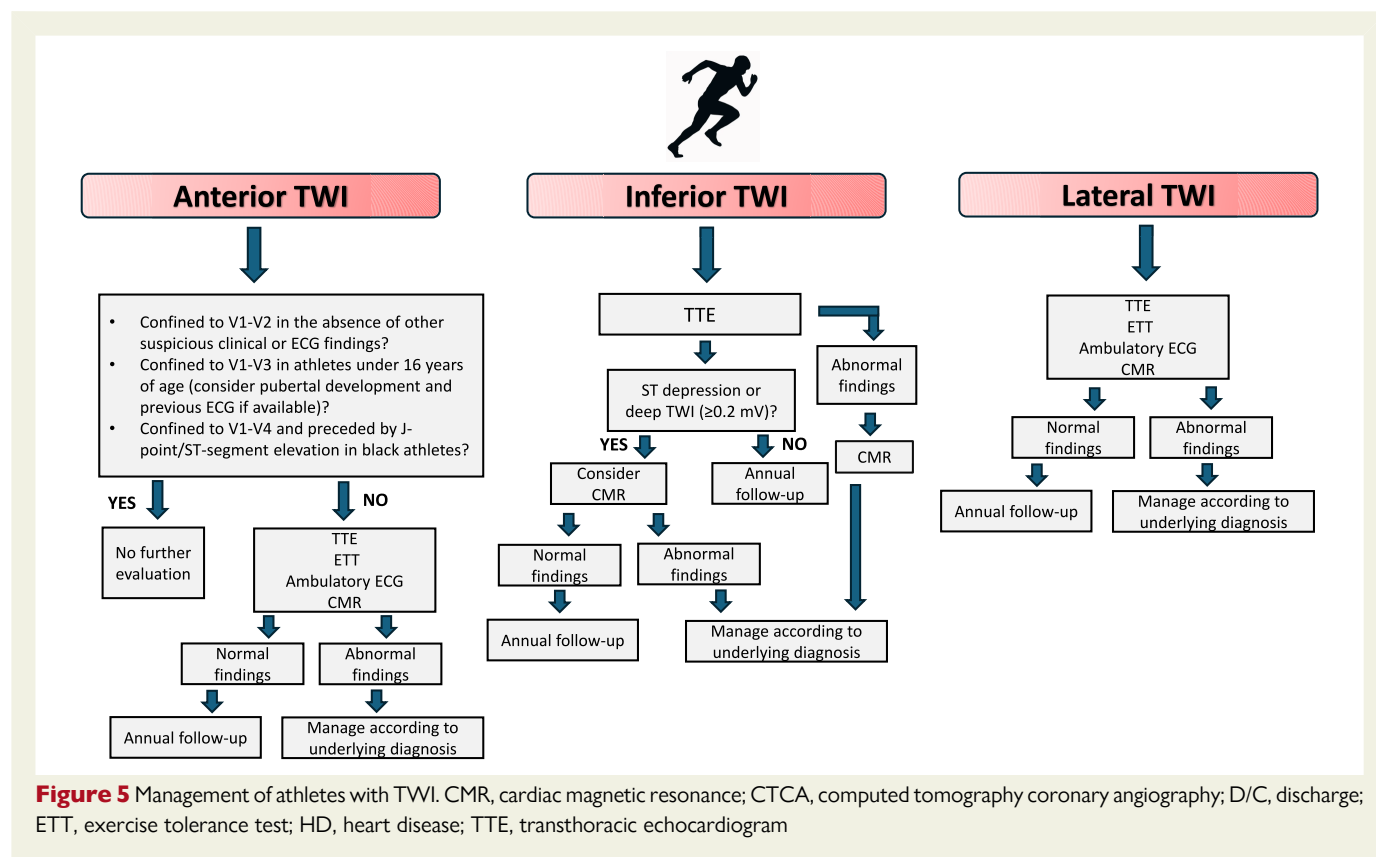 Anterior TWI
• Confined to V1-V2 in the absence of other
suspicious clinical or ECG findings?
• Confined to V1-V3 in athletes under 16 years
of age (consider pubertal development and
previous ECG if available)?
• Confined to V1-V4 and preceded by J-
point/ST-segment elevation in black athletes?
YES
NO
No further
evaluation
TTE
ETT
Ambulatory ECG
CMR
Normal
findings
Abnormal
findings
Annual follow-up
Manage according to
underlying diagnosis
Inferior TWI
TTE
Abnormal
findings
ST depression or
deep TWI (≥0.2 mV)?
YES
NO
CMR
Consider
CMR
Annual
follow-up
Normal
findings
Abnormal
findings
Annual follow-up
Manage according to
underlying diagnosis
Lateral TWI
TTE
ETT
Ambulatory ECG
CMR
Normal
findings
Abnormal
findings
Annual follow-up
Manage according to
underlying diagnosis
Figure 5 Management of athletes with TWI. CMR, cardiac magnetic resonance; CTCA, computed tomography coronary angiography; D/C, discharge;
ETT, exercise tolerance test; HD, heart disease; TTE, transthoracic echocardiogram